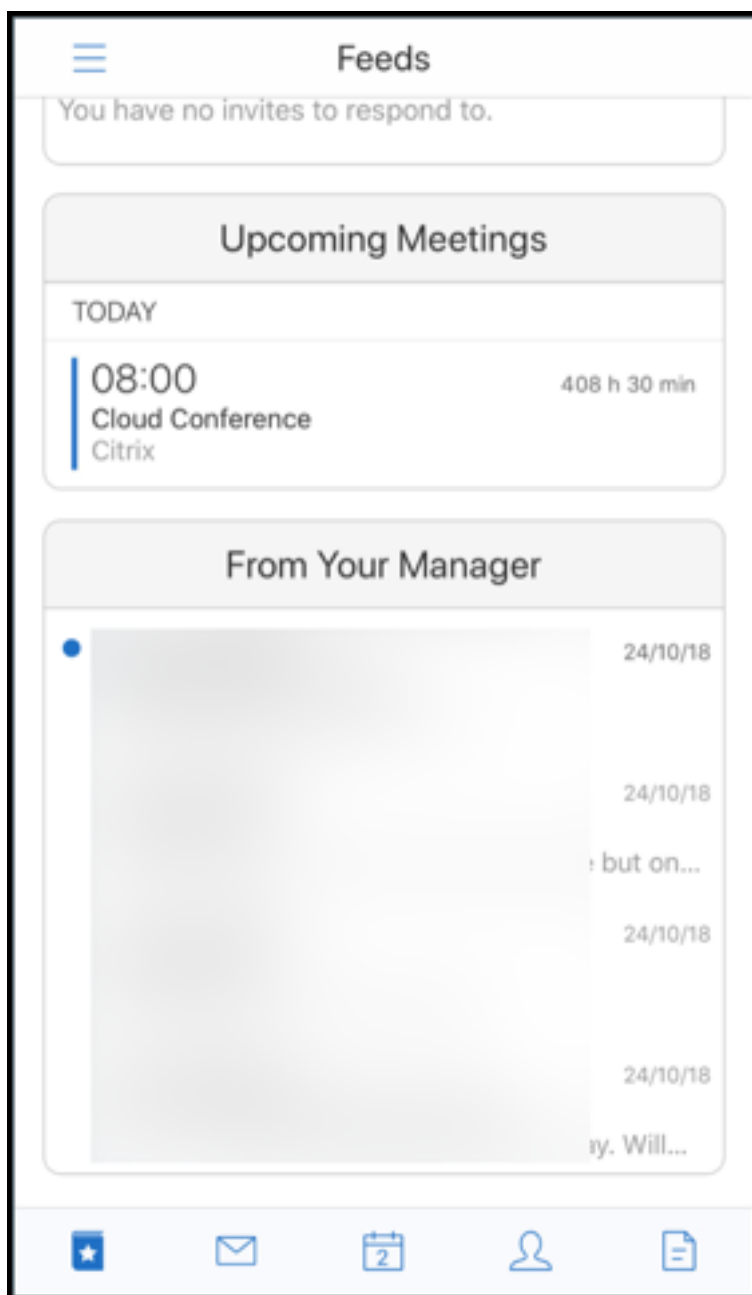 Feeds
You have no invites to respond to.
Upcoming Meetings
TODAY
08:00
408 h 30 min
Cloud Conference
Citrix
From Your Manager
24/10/18
24/10/18
but on...
24/10/18
24/10/18
Will...
2